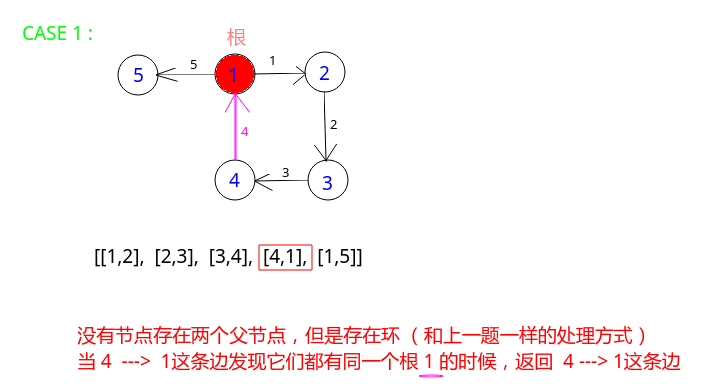 CASE 1 :
根
5 5 1 1 2
4 2
4 3 3
[[1,2], [2,3], [3,4], [4,1], [1,5]]
没有节点存在两个父节点，但是存在环 （ 和上一题一样的处理方式 ）
当 4 ---> 1这条边发现它们都有同一个根 1 的时候，返回 4 ---> 1这条边